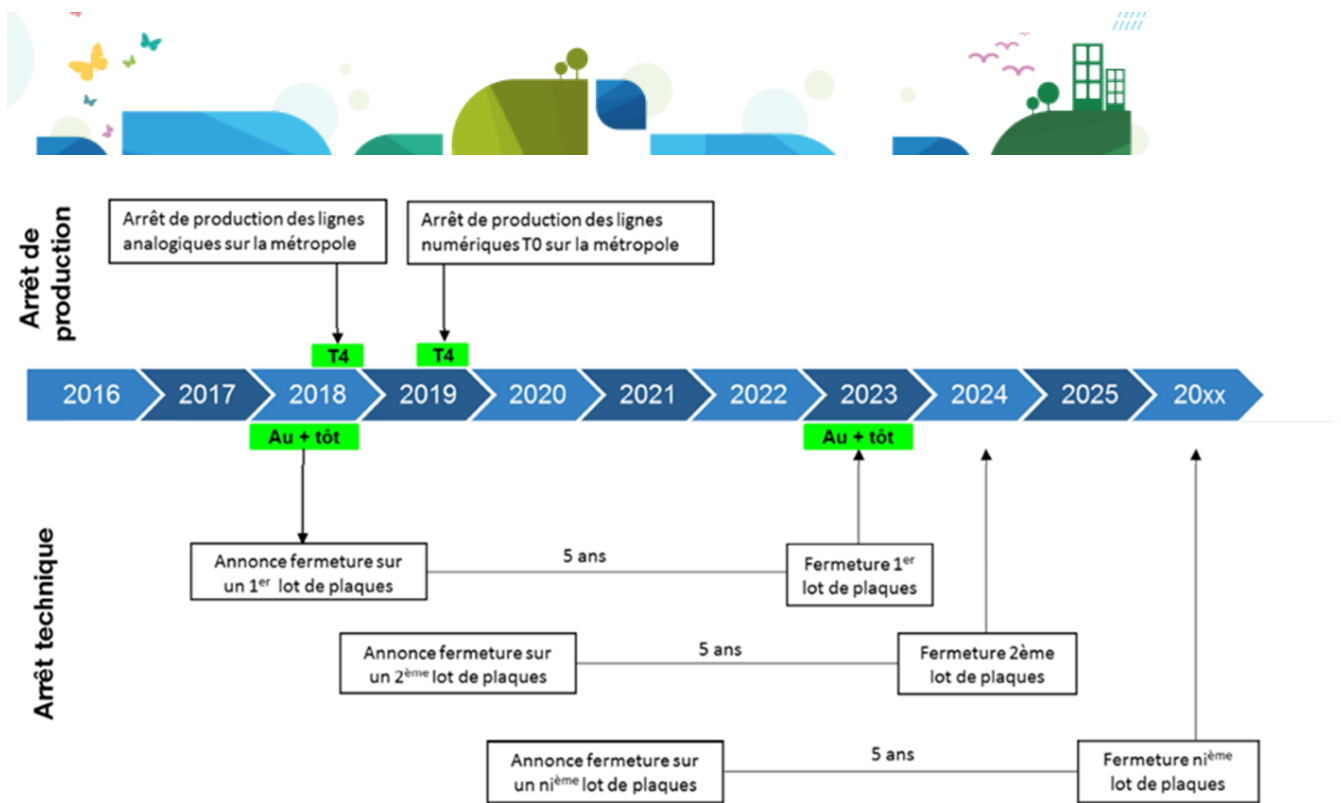 Arrêt de
production
Arrêt de production des lignes
analogiques sur la métropole
Arrêt de production des lignes
numériques T0 sur la métropole
T4
T4
2016
2017
2018
2019
2020
2021
2022
2023
2024
2025
20xx
Au + tôt
Au + tôt
Arrêt technique
Annonce fermeture sur
un 1er lot de plaques
5 ans
Fermeture 1er
lot de plaques
Annonce fermeture sur
un 2ème lot de plaques
5 ans
Fermeture 2ème
lot de plaques
Annonce fermeture sur
un nième lot de plaques
5 ans
Fermeture nième
lot de plaques